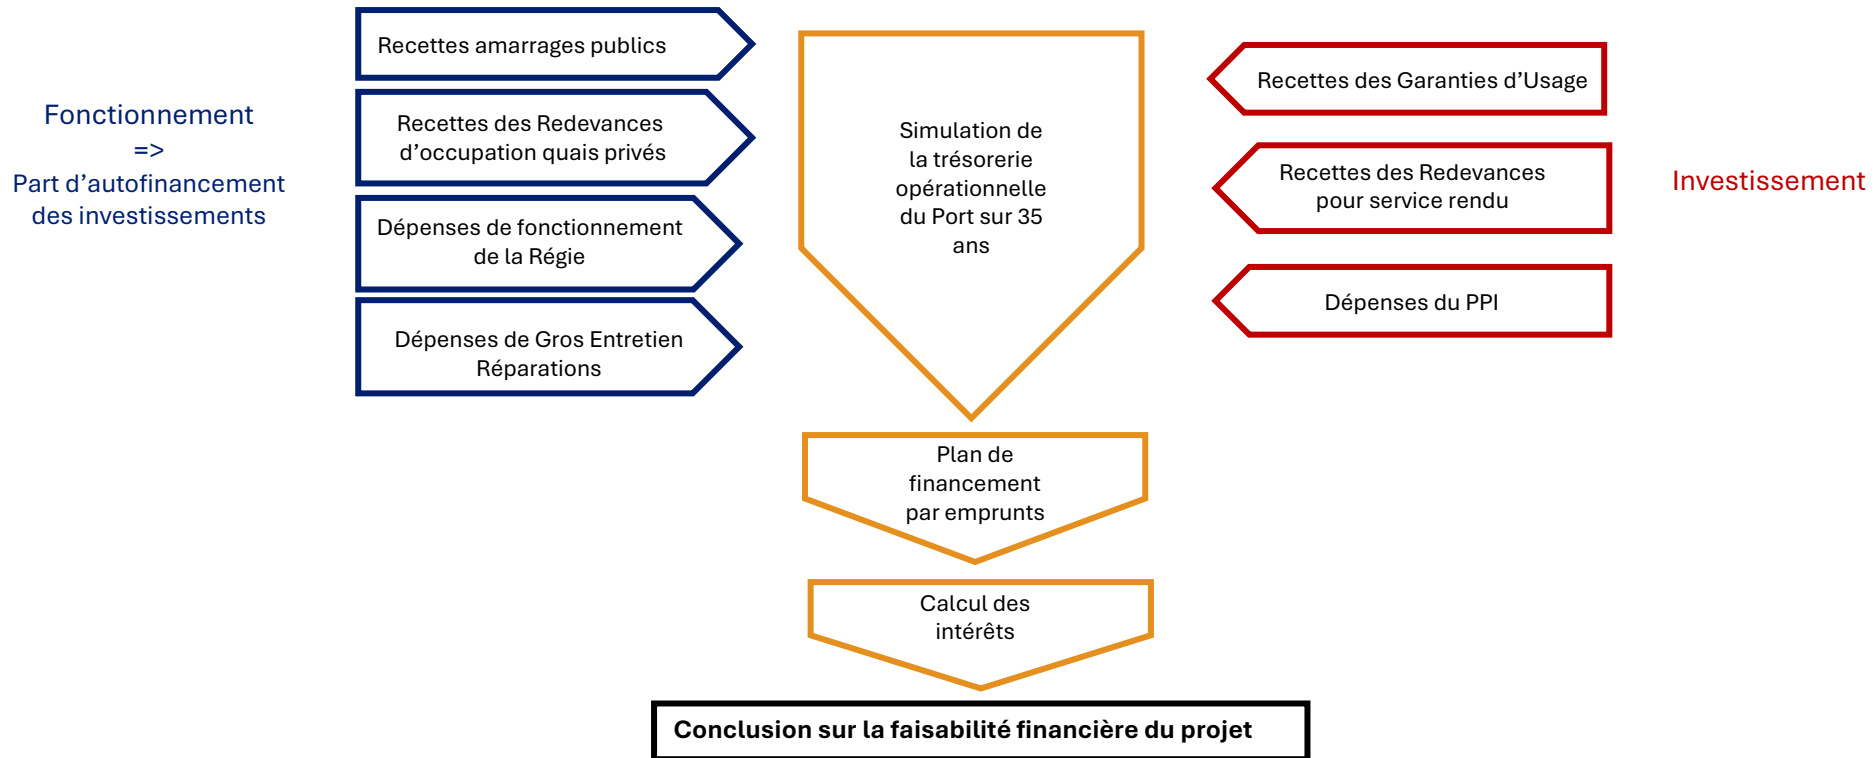 Fonctionnement
=>
Part d’autofinancement
des investissements
Recettes amarrages publics
Recettes des Redevances
d’occupation quais privés
Dépenses de fonctionnement
de la Régie
Dépenses de Gros Entretien
Réparations
Simulation de
la trésorerie
opérationnelle
du Port sur 35
ans
Recettes des Garanties d’Usage
Recettes des Redevances
pour service rendu
Dépenses du PPI
Investissement
Plan de
financement
par emprunts
Calcul des
intérêts
Conclusion sur la faisabilité financière du projet